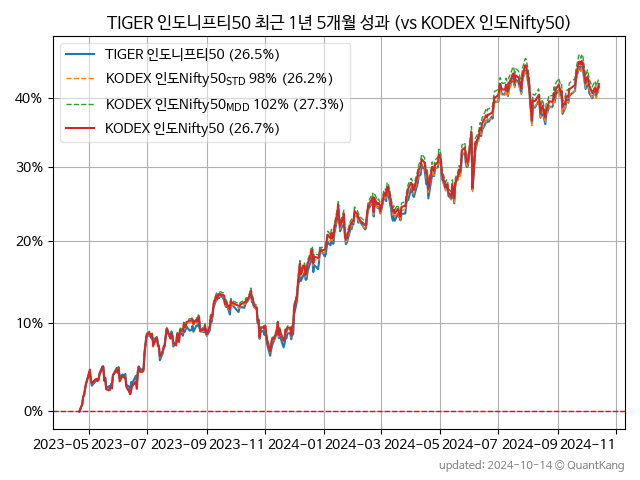 TIGER 인도니프티50 최근 1년 5개월 성과 (vs KODEX 인도Nifty50)
TIGER 인도니프티50 (26.5%)
KODEX 인도Nifty50STD 98% (26.2%)
KODEX 인도Nifty50MDD 102% (27.3%)
KODEX 인도Nifty50 (26.7%)
40%
30%
20%
10%
0%
2023-05 2023-07 2023-09 2023-11 2024-01 2024-03 2024-05 2024-07 2024-09 2024-11
updated: 2024-10-14 © QuantKang